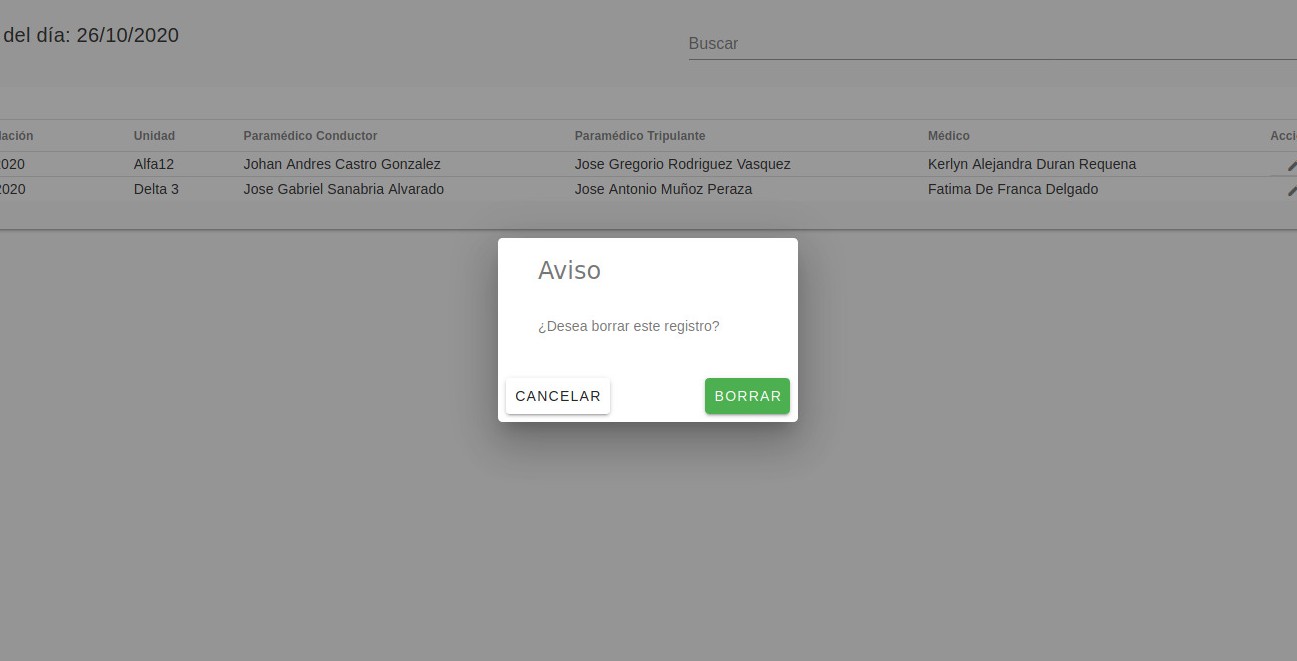 del día: 26/10/2020
Buscar
lación Unidad Paramédico Conductor Paramédico Tripulante Médico Acci
020 Alfa12 Johan Andres Castro Gonzalez Jose Gregorio Rodriguez Vasquez Kerlyn Alejandra Duran Requena
2020 Delta 3 Jose Gabriel Sanabria Alvarado Jose Antonio Muñoz Peraza Fatima De Franca Delgado
Aviso
¿Desea borrar este registro?
CANCELAR BORRAR